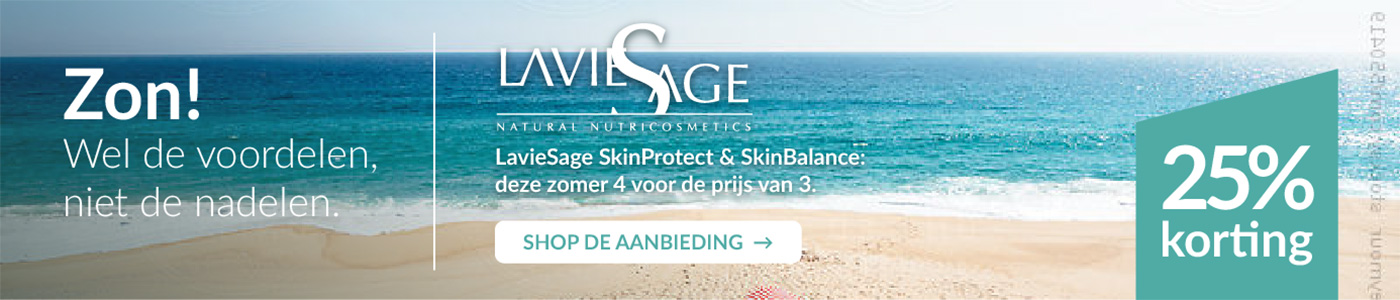 Zon!
Wel de voordelen,
niet de nadelen.
LAVIESAGE
NATURAL NUTRICOSMETICS
LavieSage SkinProtect & SkinBalance:
deze zomer 4 voor de prijs van 3.
SHOP DE AANBIEDING →
25%
korting